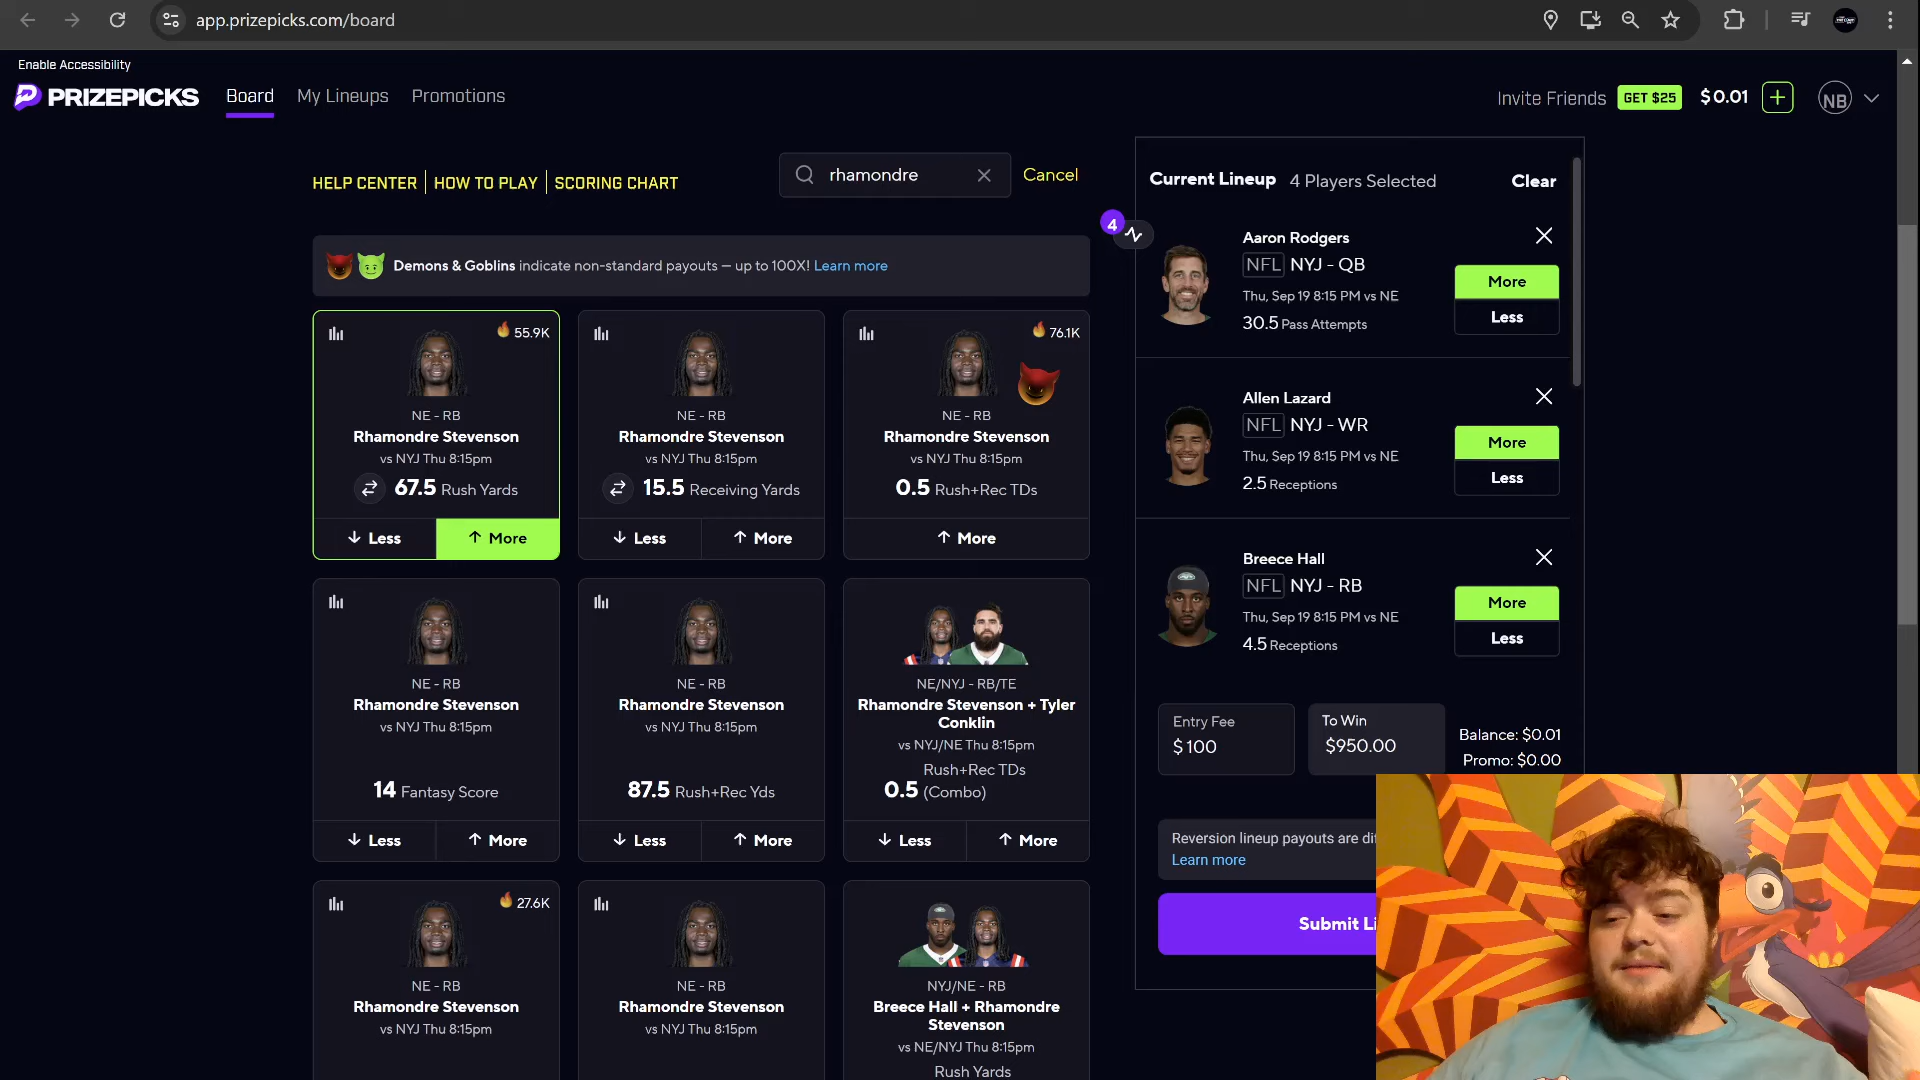 app.prizepicks.com/board
Enable Accessibility
PRIZEPICKS
Board
My Lineups
Promotions
Invite Friends
GET $25
$0.01
NB
HELP CENTER
HOW TO PLAY
SCORING CHART
rhamondre
Cancel
Demons & Goblins indicate non-standard payouts — up to 100X! Learn more
55.9K
NE - RB
Rhamondre Stevenson
vs NYJ Thu 8:15pm
67.5 Rush Yards
Less
More
NE - RB
Rhamondre Stevenson
vs NYJ Thu 8:15pm
15.5 Receiving Yards
Less
More
76.1K
NE - RB
Rhamondre Stevenson
vs NYJ Thu 8:15pm
0.5 Rush+Rec TDs
More
NE - RB
Rhamondre Stevenson
vs NYJ Thu 8:15pm
14 Fantasy Score
Less
More
NE - RB
Rhamondre Stevenson
vs NYJ Thu 8:15pm
87.5 Rush+Rec Yds
Less
More
NE/NYJ - RB/TE
Rhamondre Stevenson + Tyler
Conklin
vs NYJ/NE Thu 8:15pm
Rush+Rec TDs
0.5 (Combo)
Less
More
27.6K
NE - RB
Rhamondre Stevenson
vs NYJ Thu 8:15pm
NE - RB
Rhamondre Stevenson
vs NYJ Thu 8:15pm
NYJ/NE - RB
Breece Hall + Rhamondre
Stevenson
vs NE/NYJ Thu 8:15pm
Rush Yards
4
Current Lineup 4 Players Selected
Clear
Aaron Rodgers
NFL NYJ - QB
Thu, Sep 19 8:15 PM vs NE
30.5 Pass Attempts
More
Less
Allen Lazard
NFL NYJ - WR
Thu, Sep 19 8:15 PM vs NE
2.5 Receptions
More
Less
Breece Hall
NFL NYJ - RB
Thu, Sep 19 8:15 PM vs NE
4.5 Receptions
More
Less
Entry Fee
$100
To Win
$950.00
Balance: $0.01
Promo: $0.00
Reversion lineup payouts are di
Learn more
Submit Li